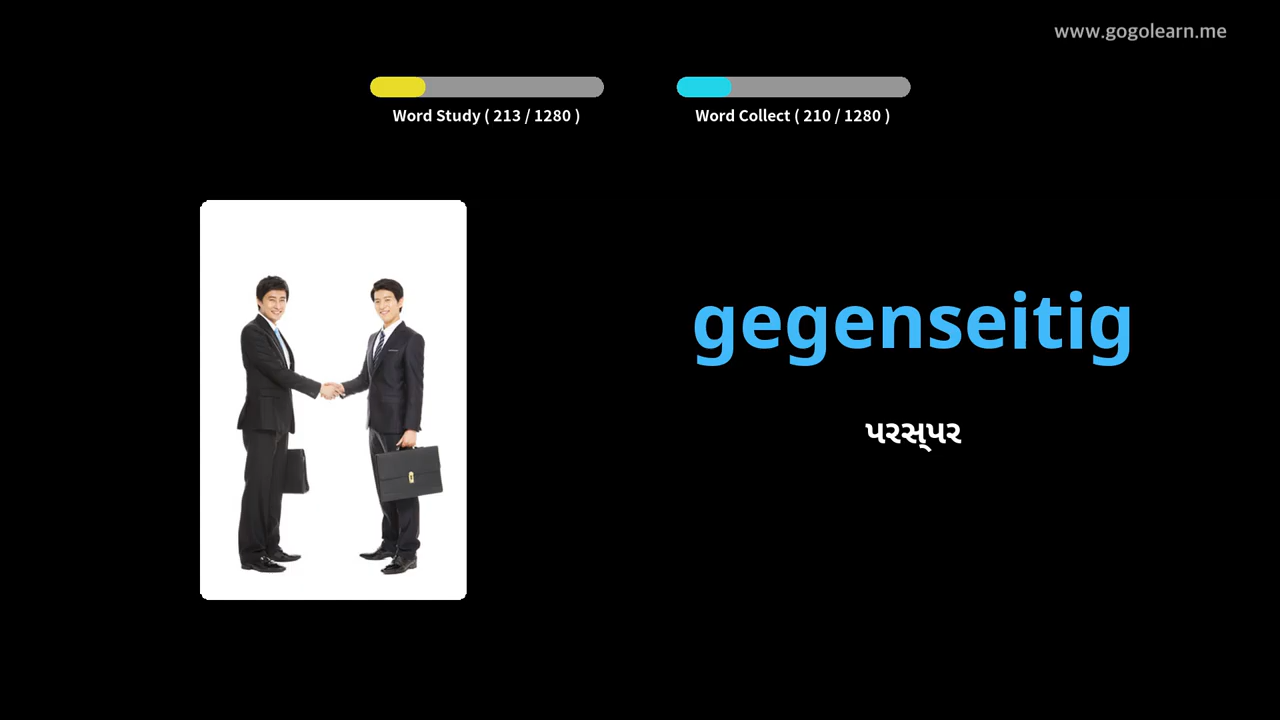 www.gogolearn.me
Word Study ( 213 / 1280 )
Word Collect ( 210 / 1280 )
gegenseitig
પરસ્પર